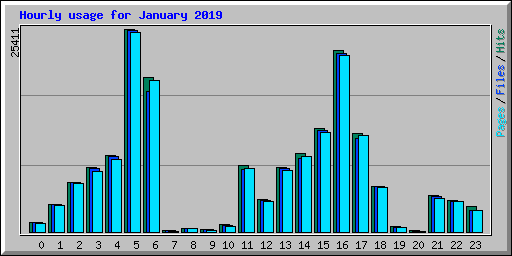 Hourly usage for January 2019
25411
Pages/Files/Hits
0 1 2 3 4 5 6 7 8 9 10 11 12 13 14 15 16 17 18 19 20 21 22 23